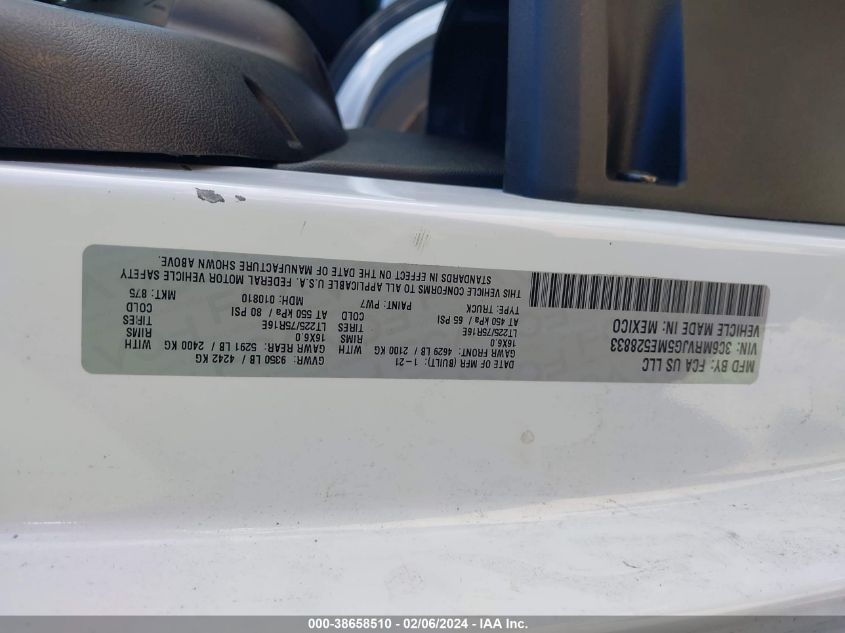 MFD BY: FCA US LLC
DATE OF MFR (BUILT): 1-21
GVWR: 9350 LB / 4242 KG
VIN: 3C6MRVJG5ME528833
GAWR FRONT: 4629 LB / 2100 KG WITH
GAWR REAR: 5291 LB / 2400 KG WITH
16X6.0 RIMS
16X6.0 RIMS
VEHICLE MADE IN: MEXICO
LT225/75R16E TIRES
LT225/75R16E TIRES
AT 450 kPa / 65 PSI COLD
AT 550 kPa / 80 PSI COLD
TYPE: TRUCK PAINT: PW7 MDH: 010810 MKT: 875
THIS VEHICLE CONFORMS TO ALL APPLICABLE U.S.A. FEDERAL MOTOR VEHICLE SAFETY
STANDARDS IN EFFECT ON THE DATE OF MANUFACTURE SHOWN ABOVE.
000-38658510 - 02/06/2024 - IAA Inc.